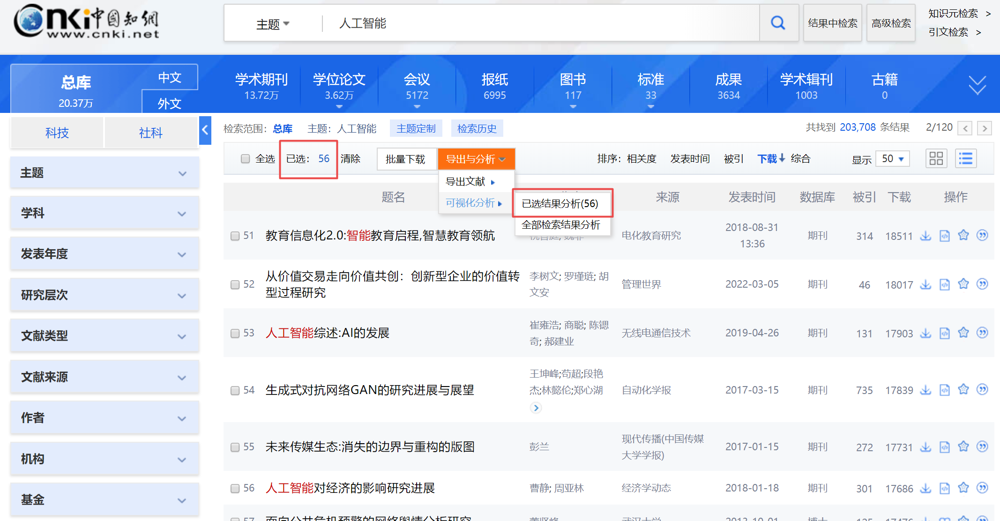 cnki中国知网
www.cnki.net
主题
人工智能
结果中检索
高级检索
知识元检索 >
引文检索 >
总库
20.37万
中文
外文
学术期刊
13.72万
学位论文
3.62万
会议
5172
报纸
6995
图书
117
标准
33
成果
3634
学术辑刊
1003
古籍
0
科技
社科
检索范围：总库 主题：人工智能 主题定制 检索历史
共找到 203,708 条结果 2/120 < >
全选 已选：56 清除 批量下载 导出与分析
排序：相关度 发表时间 被引 下载 综合 显示 50
导出文献
可视化分析
已选结果分析(56)
全部检索结果分析
题名 来源 发表时间 数据库 被引 下载 操作
51 教育信息化2.0:智能教育启程,智慧教育领航 电化教育研究 2018-08-31
13:36 期刊 314 18511
52 从价值交易走向价值共创：创新型企业的价值转
型过程研究
李树文; 罗瑾琏; 胡
文安
管理世界 2022-03-05 期刊 46 18017
53 人工智能综述:AI的发展
崔雍浩; 商聪; 陈锶
奇; 郝建业
无线电通信技术 2019-04-26 期刊 131 17903
54 生成式对抗网络GAN的研究进展与展望
王坤峰;苟超;段艳
杰;林懿伦;郑心湖
自动化学报 2017-03-15 期刊 735 17839
55 未来传媒生态:消失的边界与重构的版图 彭兰
现代传播(中国传媒
大学学报)
2017-01-15 期刊 272 17731
56 人工智能对经济的影响研究进展 曹静; 周亚林 经济学动态 2018-01-18 期刊 301 17686
主题
学科
发表年度
研究层次
文献类型
文献来源
作者
机构
基金